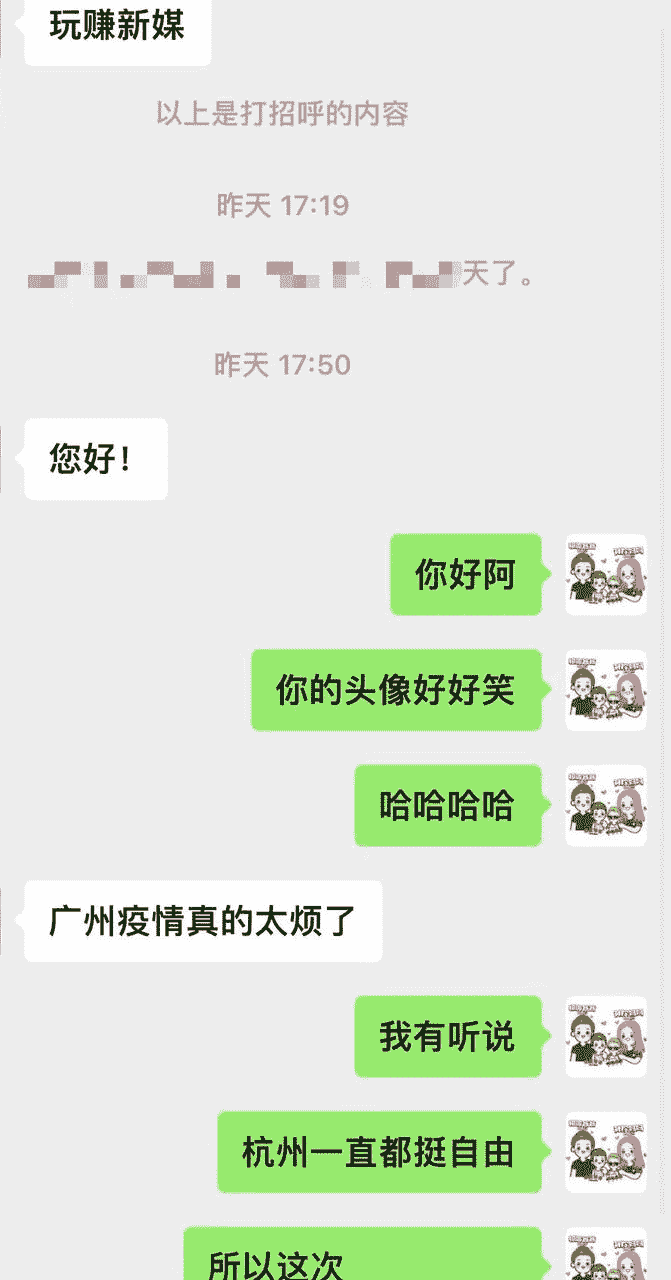 玩赚新媒
以上是打招呼的内容
昨天 17:19
天了。
昨天 17:50
您好！
你好阿
你的头像好好笑
哈哈哈哈
广州疫情真的太烦了
我有听说
杭州一直都挺自由
所以这次